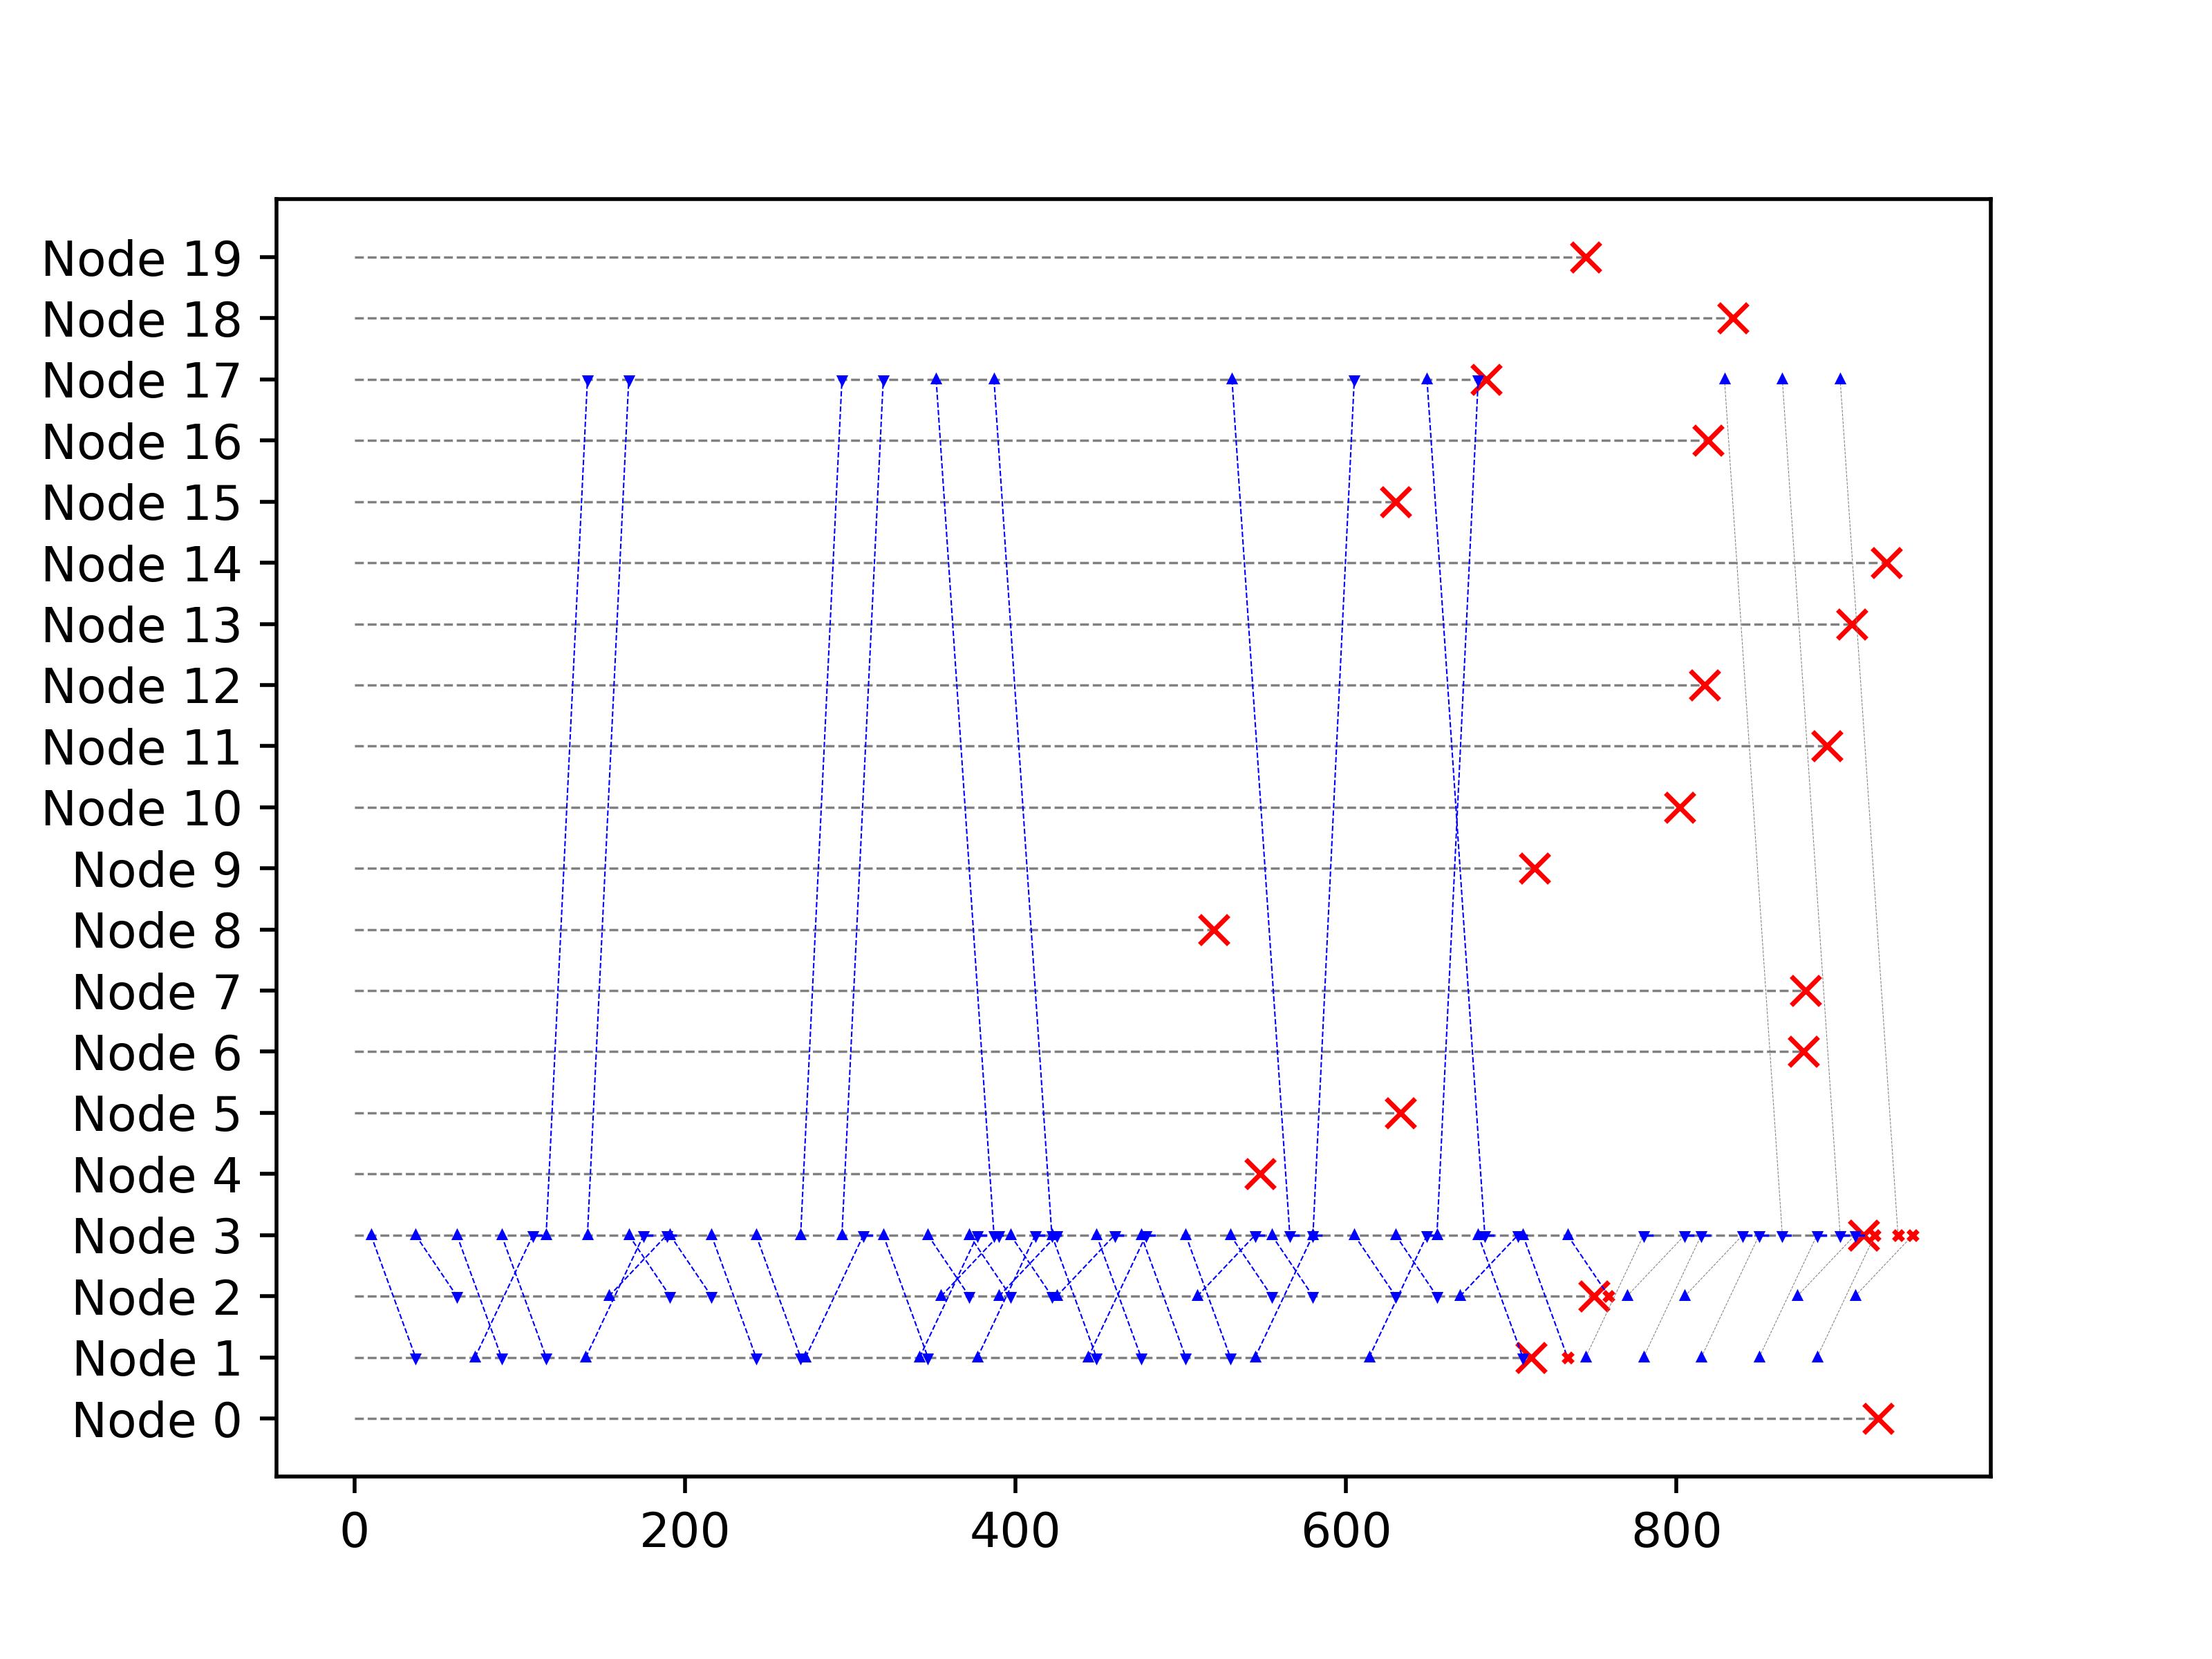 Node 19
Node 18
Node 17
Node 16
Node 15
Node 14
Node 13
Node 12
Node 11
Node 10
Node 9
Node 8
Node 7
Node 6
Node 5
Node 4
Node 3
Node 2
Node 1
Node 0
0 200 400 600 800